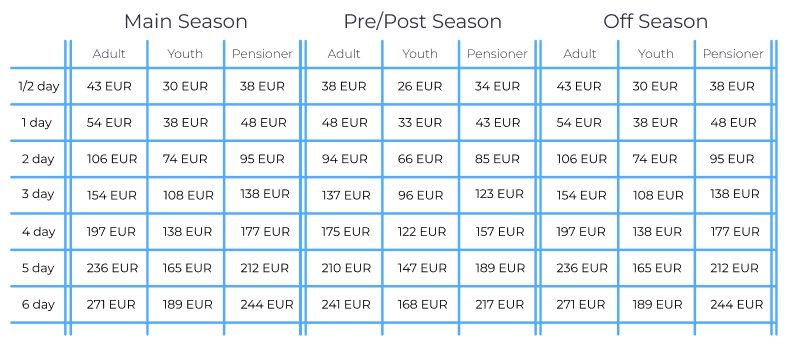 Main Season Pre/Post Season Off Season
Adult Youth Pensioner Adult Youth Pensioner Adult Youth Pensioner
1/2 day 43 EUR 30 EUR 38 EUR 38 EUR 26 EUR 34 EUR 43 EUR 30 EUR 38 EUR
1 day 54 EUR 38 EUR 48 EUR 48 EUR 33 EUR 43 EUR 54 EUR 38 EUR 48 EUR
2 day 106 EUR 74 EUR 95 EUR 94 EUR 66 EUR 85 EUR 106 EUR 74 EUR 95 EUR
3 day 154 EUR 108 EUR 138 EUR 137 EUR 96 EUR 123 EUR 154 EUR 108 EUR 138 EUR
4 day 197 EUR 138 EUR 177 EUR 175 EUR 122 EUR 157 EUR 197 EUR 138 EUR 177 EUR
5 day 236 EUR 165 EUR 212 EUR 210 EUR 147 EUR 189 EUR 236 EUR 165 EUR 212 EUR
6 day 271 EUR 189 EUR 244 EUR 241 EUR 168 EUR 217 EUR 271 EUR 189 EUR 244 EUR